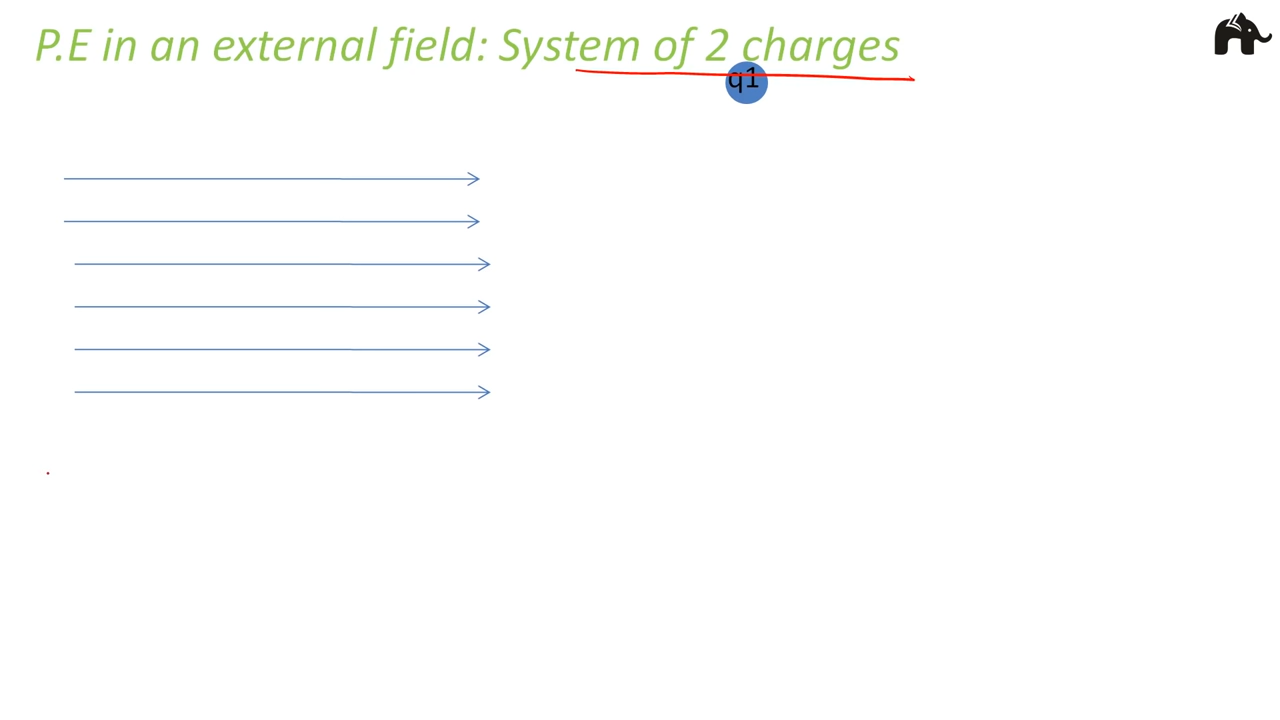 P.E in an external field: System of 2 charges
q1